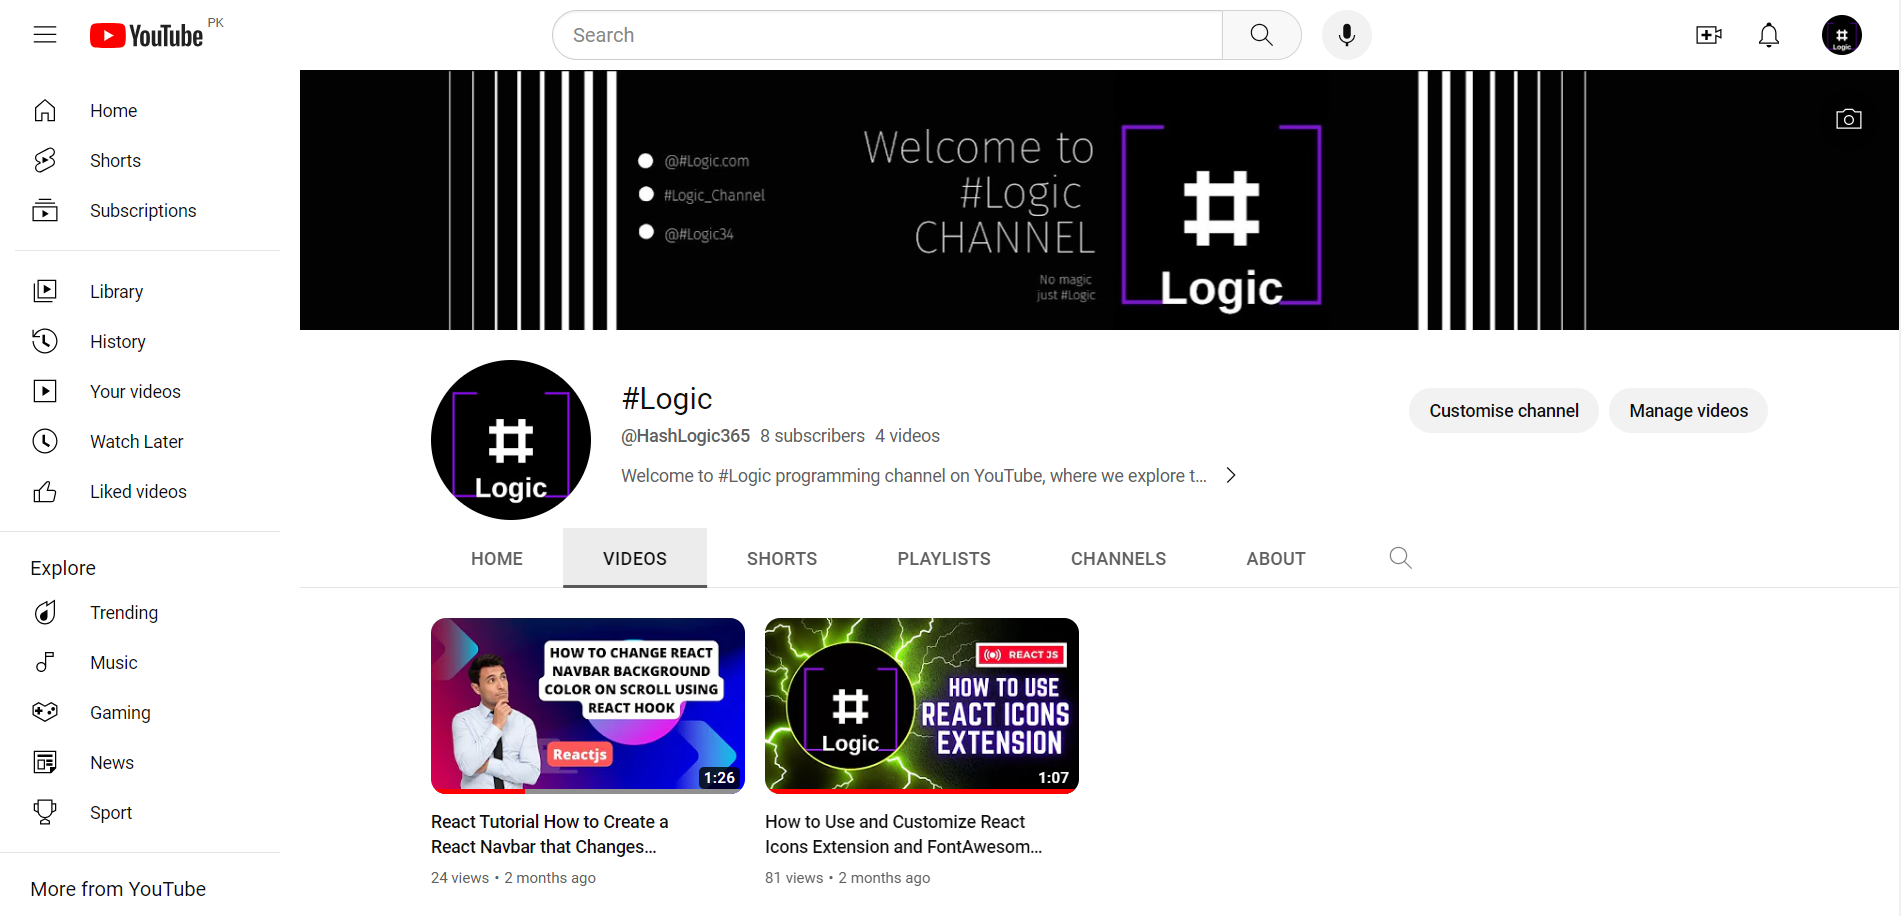 YouTube PK
Search
# Logic
Home
Shorts
Subscriptions
Library
History
Your videos
Watch Later
Liked videos
Explore
Trending
Music
Gaming
News
Sport
More from YouTube
@#Logic.com
#Logic_Channel
@#Logic34
Welcome to
#Logic
CHANNEL
No magic
just #Logic
#
Logic
#
Logic
#Logic
@HashLogic365 8 subscribers 4 videos
Welcome to #Logic programming channel on YouTube, where we explore t...
Customise channel
Manage videos
HOME VIDEOS SHORTS PLAYLISTS CHANNELS ABOUT
HOW TO CHANGE REACT
NAVBAR BACKGROUND
COLOR ON SCROLL USING
REACT HOOK
Reactjs
1:26
React Tutorial How to Create a
React Navbar that Changes...
24 views • 2 months ago
#
Logic
REACT JS
HOW TO USE
REACT ICONS
EXTENSION
1:07
How to Use and Customize React
Icons Extension and FontAwesom...
81 views • 2 months ago